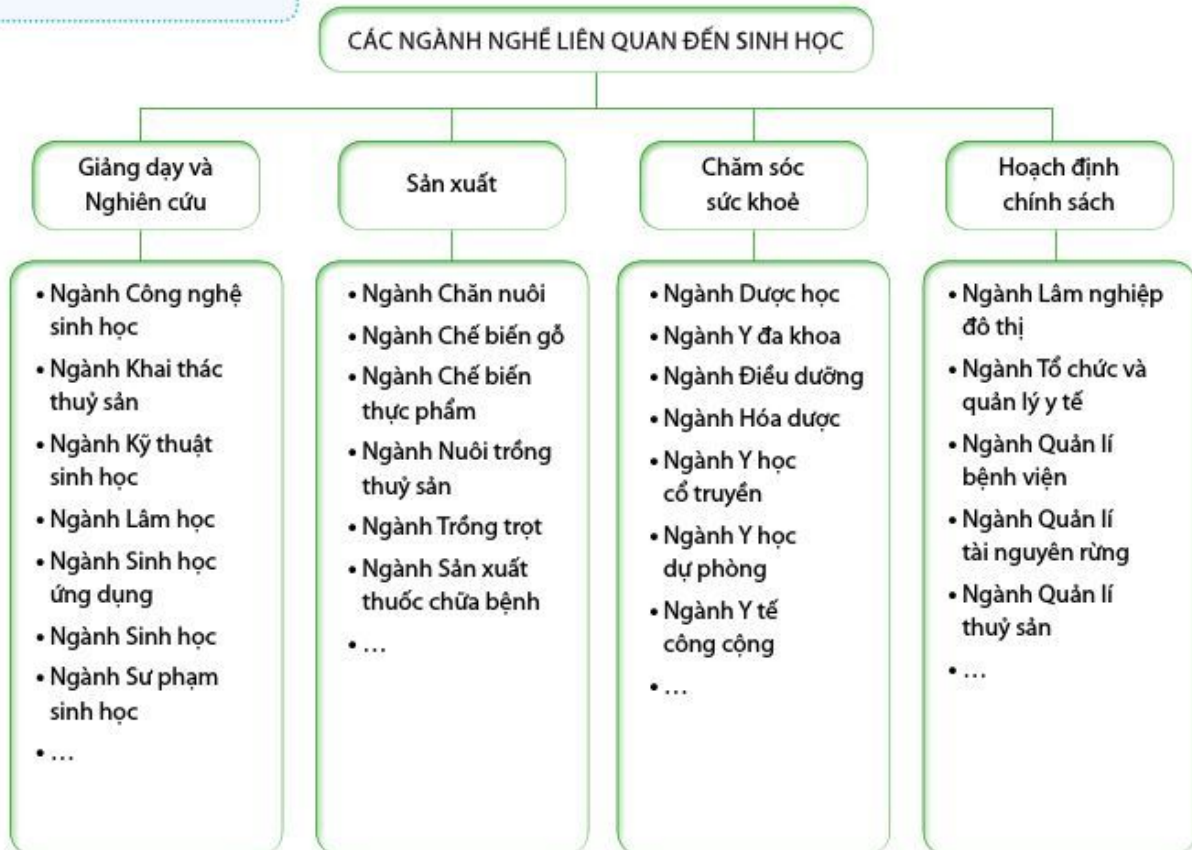 CÁC NGÀNH NGHỀ LIÊN QUAN ĐẾN SINH HỌC
Giảng dạy và
Nghiên cứu
• Ngành Công nghệ
sinh học
• Ngành Khai thác
thuỷ sản
• Ngành Kỹ thuật
sinh học
• Ngành Lâm học
• Ngành Sinh học
ứng dụng
• Ngành Sinh học
• Ngành Sư phạm
sinh học
• ...
Sản xuất
• Ngành Chăn nuôi
• Ngành Chế biến gỗ
• Ngành Chế biến
thực phẩm
• Ngành Nuôi trồng
thuỷ sản
• Ngành Trồng trọt
• Ngành Sản xuất
thuốc chữa bệnh
• ...
Chăm sóc
sức khoẻ
• Ngành Dược học
• Ngành Y đa khoa
• Ngành Điều dưỡng
• Ngành Hóa dược
• Ngành Y học
cổ truyền
• Ngành Y học
dự phòng
• Ngành Y tế
công cộng
• ...
Hoạch định
chính sách
• Ngành Lâm nghiệp
đô thị
• Ngành Tổ chức và
quản lý y tế
• Ngành Quản lí
bệnh viện
• Ngành Quản lí
tài nguyên rừng
• Ngành Quản lí
thuỷ sản
• ...